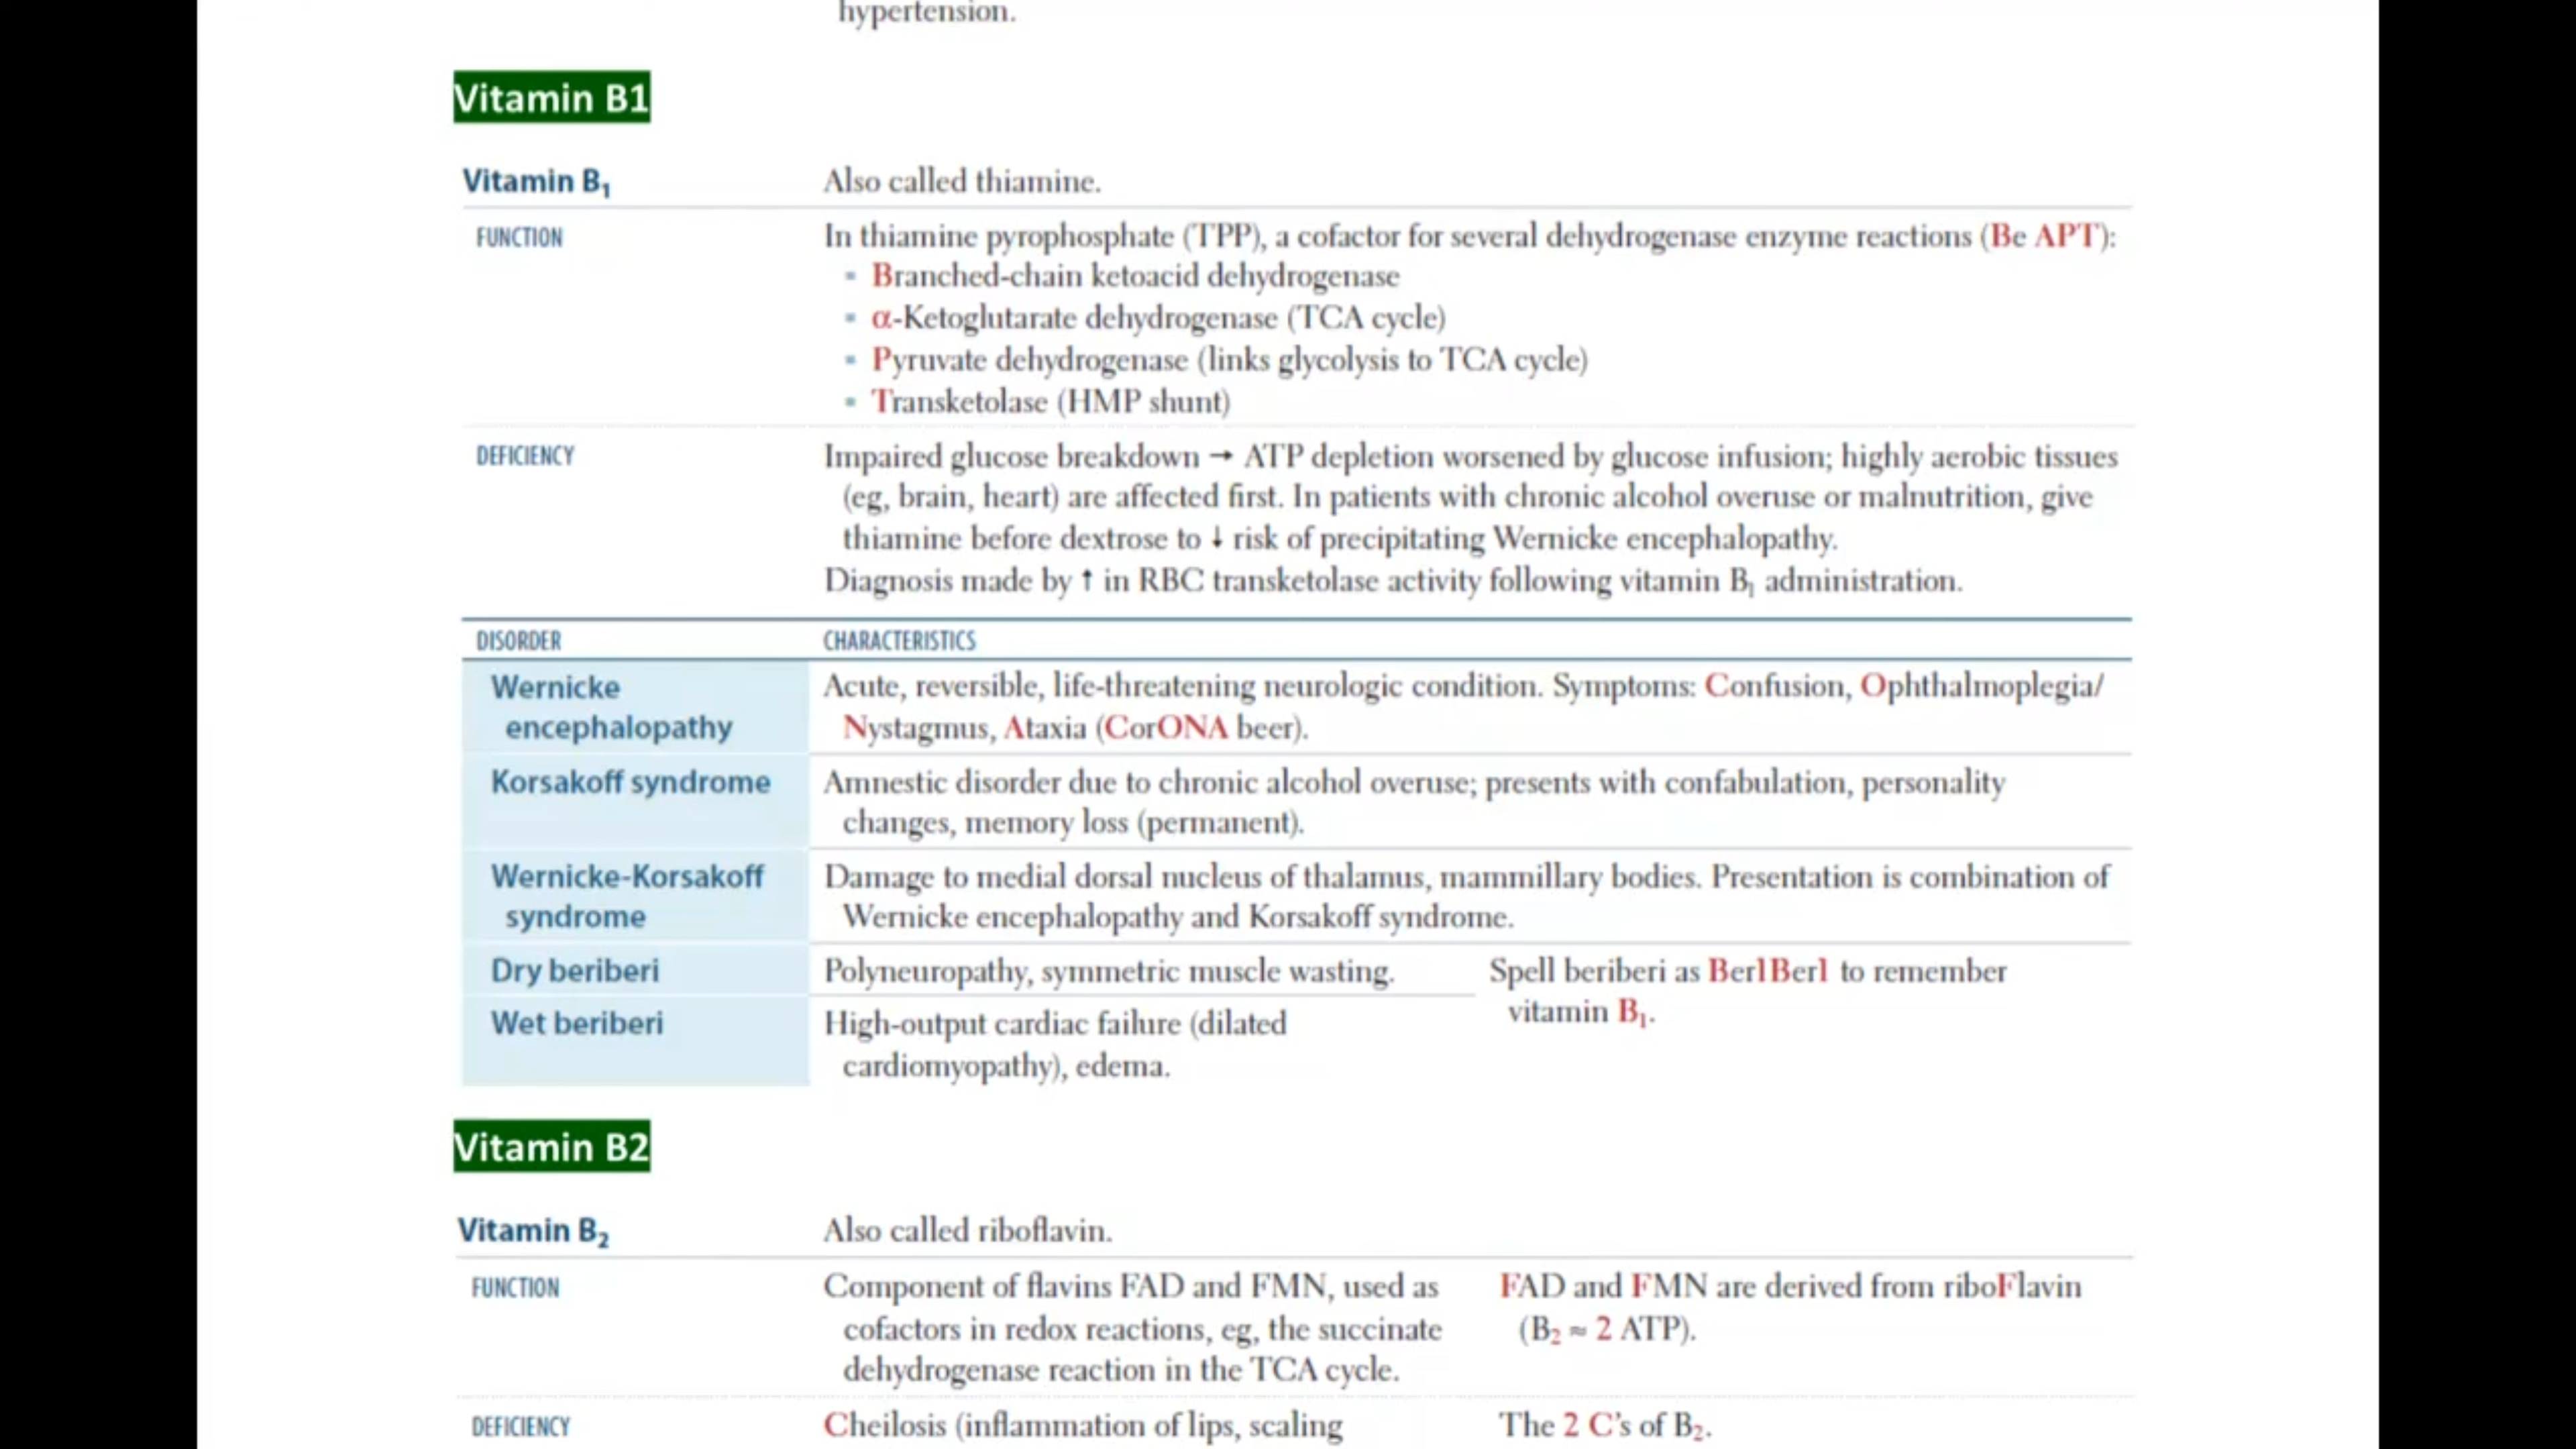 hypertension.
Vitamin B1
Vitamin B₁ Also called thiamine.
FUNCTION In thiamine pyrophosphate (TPP), a cofactor for several dehydrogenase enzyme reactions (Be APT):
▪ Branched-chain ketoacid dehydrogenase
▪ α-Ketoglutarate dehydrogenase (TCA cycle)
▪ Pyruvate dehydrogenase (links glycolysis to TCA cycle)
▪ Transketolase (HMP shunt)
DEFICIENCY Impaired glucose breakdown → ATP depletion worsened by glucose infusion; highly aerobic tissues
(eg, brain, heart) are affected first. In patients with chronic alcohol overuse or malnutrition, give
thiamine before dextrose to ↓ risk of precipitating Wernicke encephalopathy.
Diagnosis made by ↑ in RBC transketolase activity following vitamin B₁ administration.
DISORDER CHARACTERISTICS
Wernicke Acute, reversible, life-threatening neurologic condition. Symptoms: Confusion, Ophthalmoplegia/
encephalopathy Nystagmus, Ataxia (CorONA beer).
Korsakoff syndrome Amnestic disorder due to chronic alcohol overuse; presents with confabulation, personality
changes, memory loss (permanent).
Wernicke-Korsakoff Damage to medial dorsal nucleus of thalamus, mammillary bodies. Presentation is combination of
syndrome Wernicke encephalopathy and Korsakoff syndrome.
Dry beriberi Polyneuropathy, symmetric muscle wasting. Spell beriberi as Ber1Ber1 to remember
vitamin B₁.
Wet beriberi High-output cardiac failure (dilated
cardiomyopathy), edema.
Vitamin B2
Vitamin B₂ Also called riboflavin.
FUNCTION Component of flavins FAD and FMN, used as FAD and FMN are derived from riboFlavin
cofactors in redox reactions, eg, the succinate (B₂ ≈ 2 ATP).
dehydrogenase reaction in the TCA cycle.
DEFICIENCY Cheilosis (inflammation of lips, scaling The 2 C's of B₂.